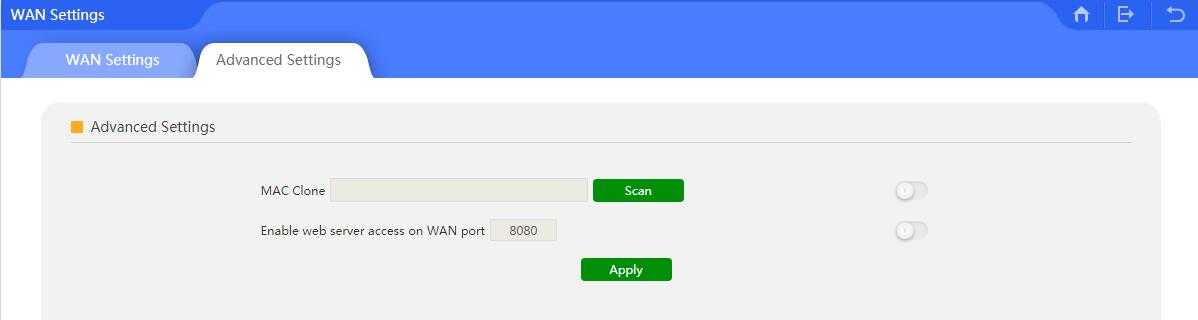 WAN Settings
WAN Settings
Advanced Settings
Advanced Settings
MAC Clone
Scan
Enable web server access on WAN port 8080
Apply